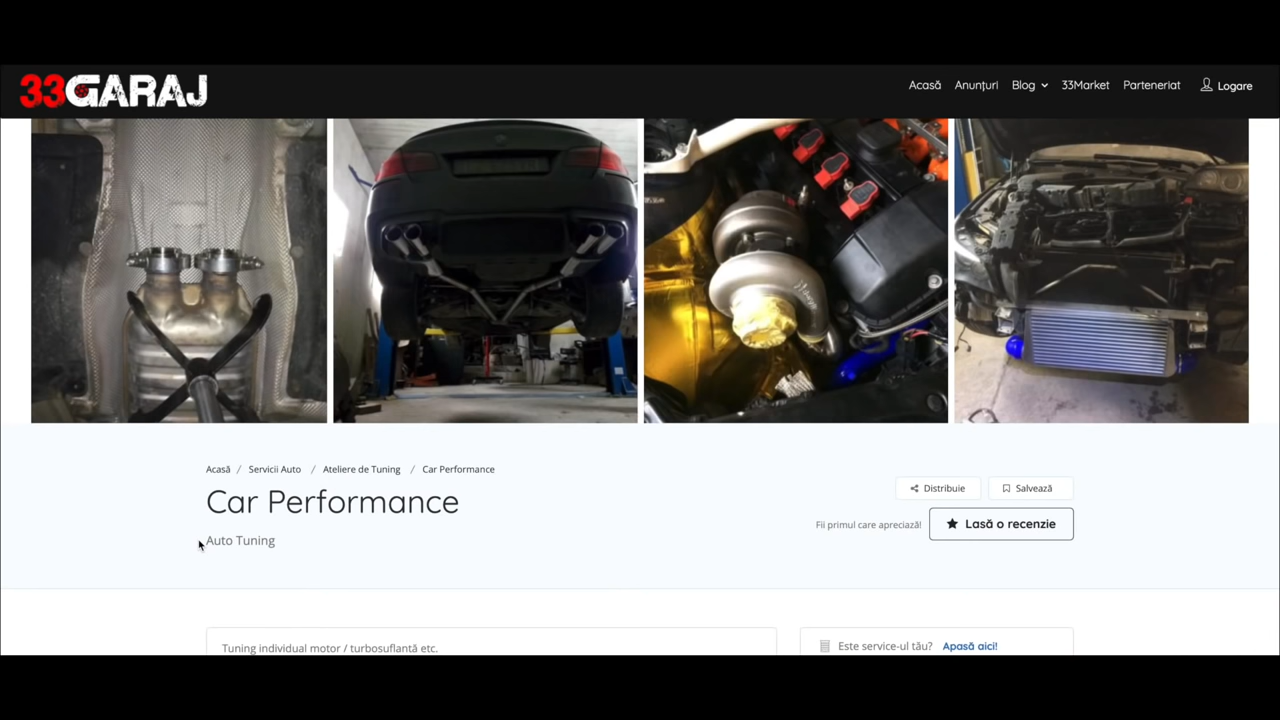 33GARAJ
Acasă Anunțuri Blog 33Market Parteneriat Logare
Acasă / Servicii Auto / Ateliere de Tuning / Car Performance
Car Performance
Auto Tuning
Distribuie Salvează
Fii primul care apreciază! Lasă o recenzie
Tuning individual motor / turbosuflantă etc.
Este service-ul tău? Apasă aici!